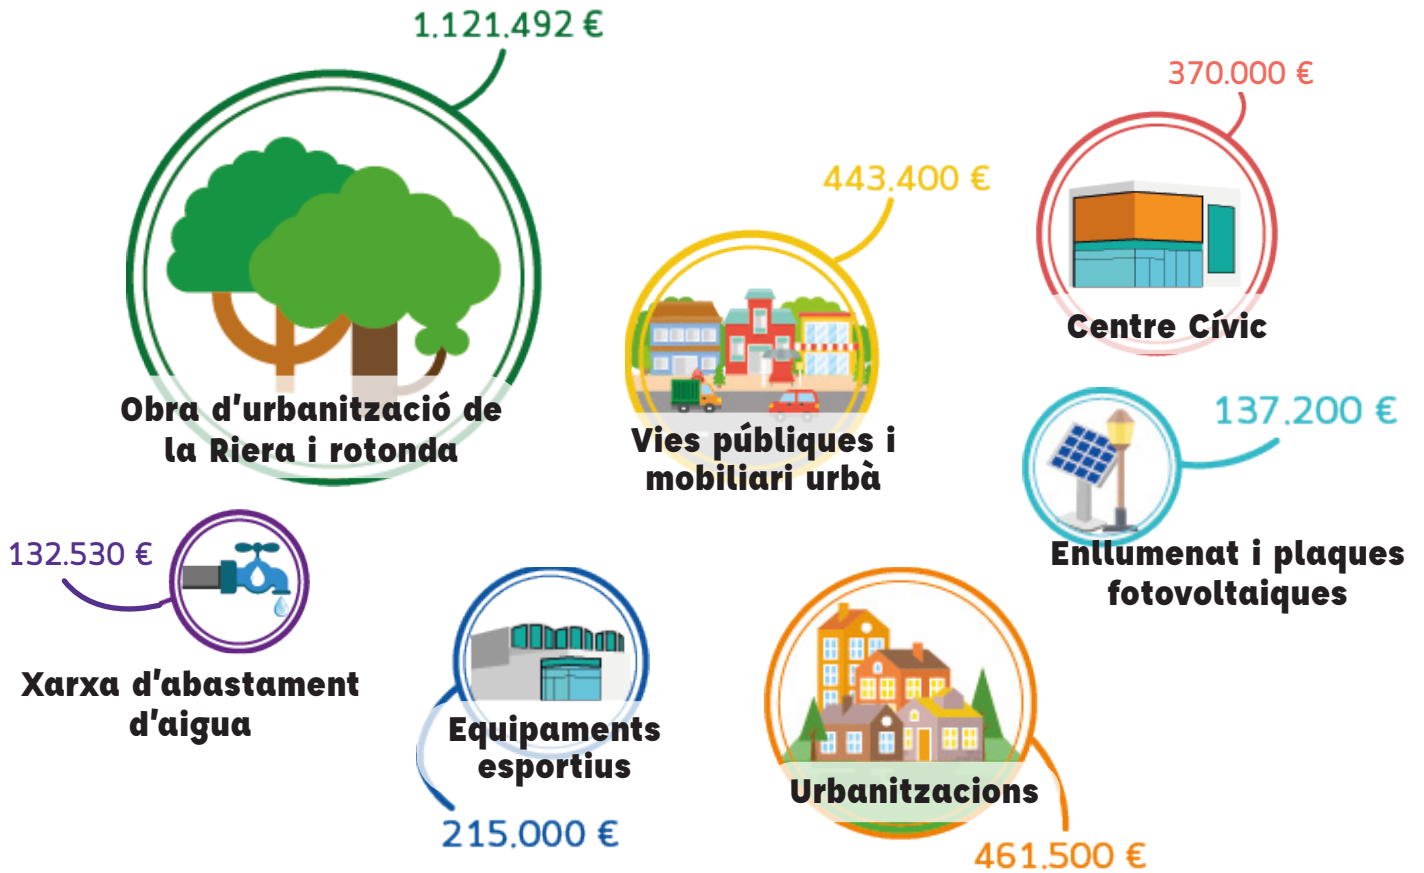 1.121.492 €
Obra d'urbanització de
la Riera i rotonda
443.400 €
Vies públiques i
mobiliari urbà
370.000 €
Centre Cívic
137.200 €
Enllumenat i plaques
fotovoltaiques
132.530 €
Xarxa d'abastament
d'aigua
Equipaments
esportius
215.000 €
Urbanitzacions
461.500 €